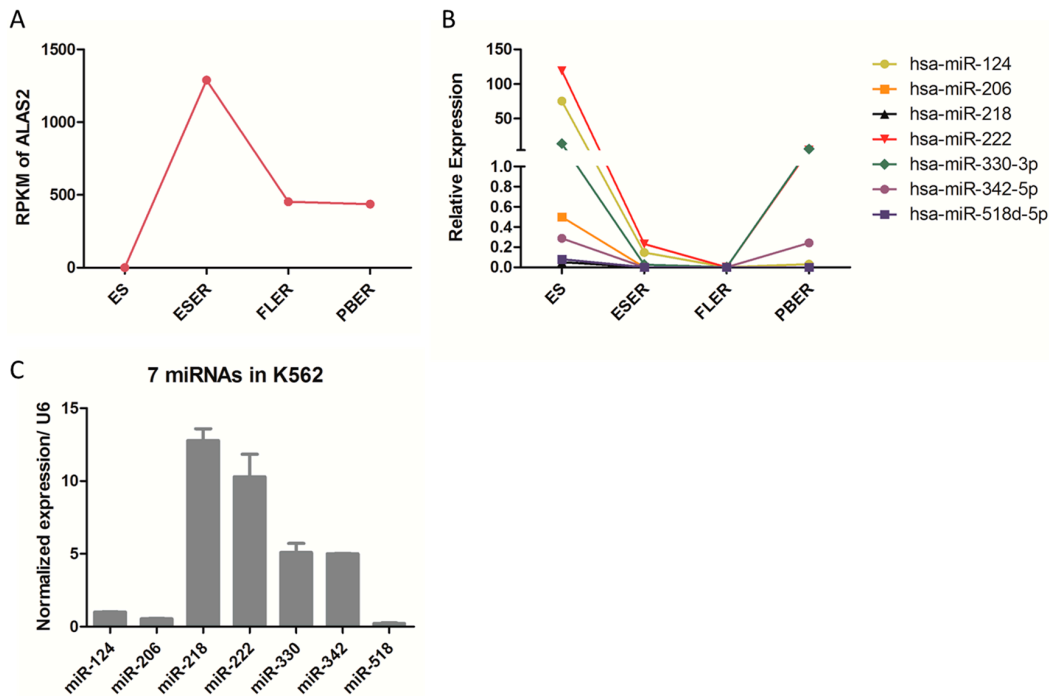 A
RPKM of ALAS2
1500
1000
500
0
ES
ESER
FLER
PBER
B
Relative Expression
150
100
50
1.0
0.8
0.6
0.4
0.2
0.0
ES
ESER
FLER
PBER
hsa-miR-124
hsa-miR-206
hsa-miR-218
hsa-miR-222
hsa-miR-330-3p
hsa-miR-342-5p
hsa-miR-518d-5p
C
7 miRNAs in K562
Normalized expression/ U6
15
10
5
0
miR-124
miR-206
miR-218
miR-222
miR-330
miR-342
miR-518